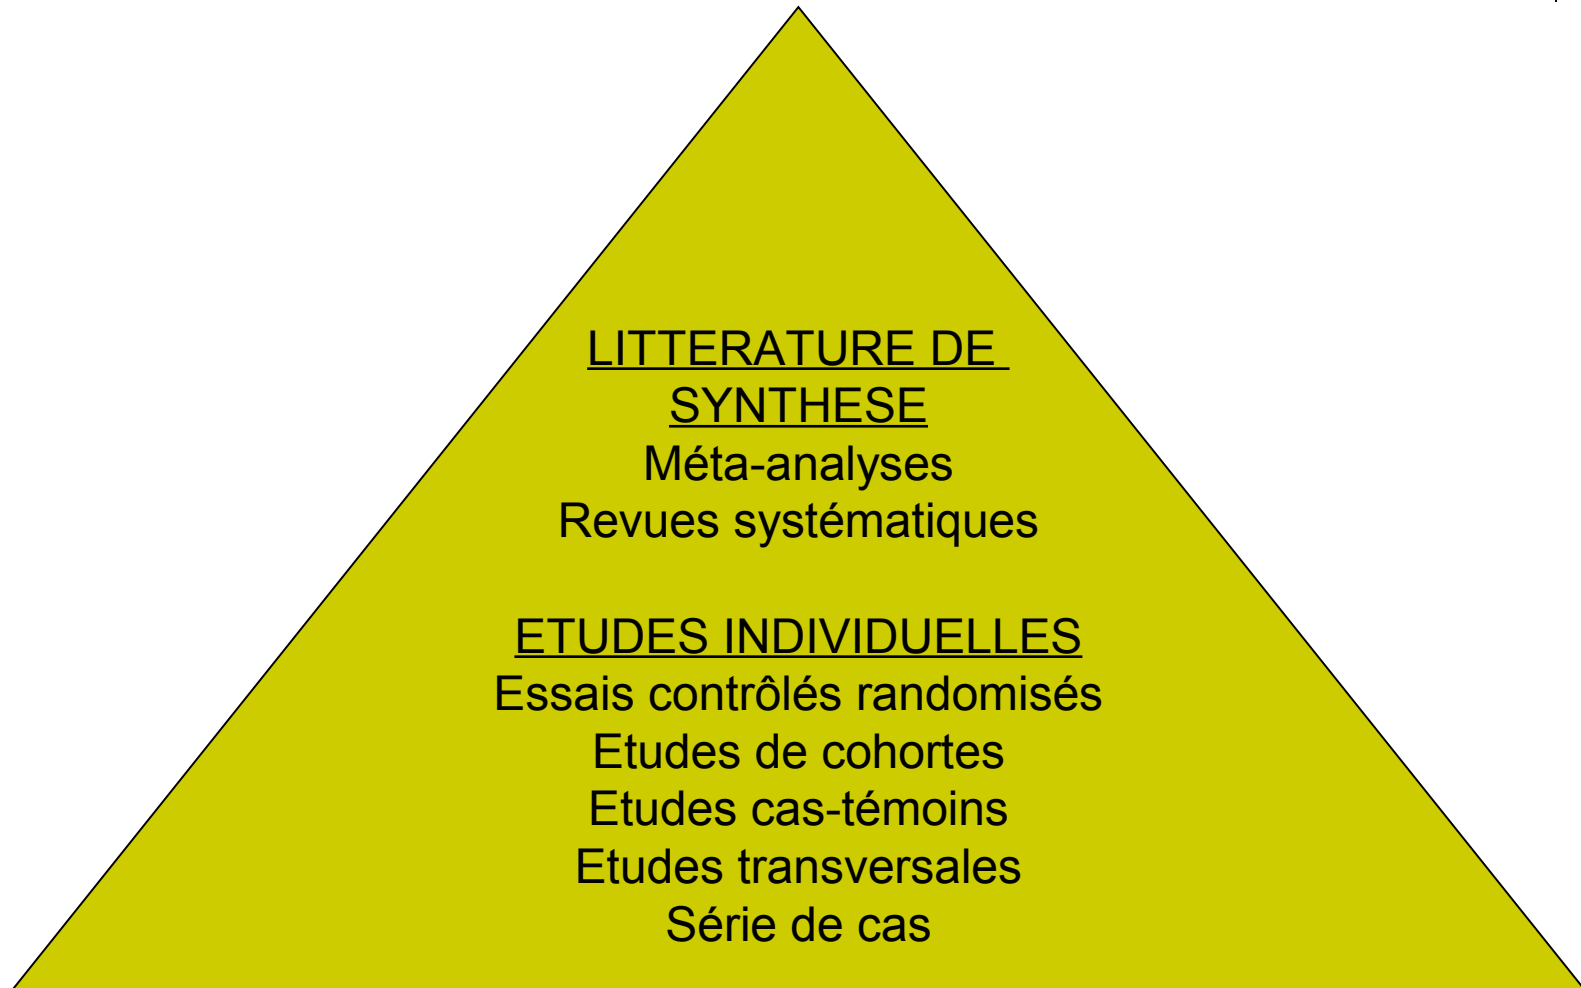 LITTERATURE DE
SYNTHESE
Méta-analyses
Revues systématiques
ETUDES INDIVIDUELLES
Essais contrôlés randomisés
Etudes de cohortes
Etudes cas-témoins
Etudes transversales
Série de cas